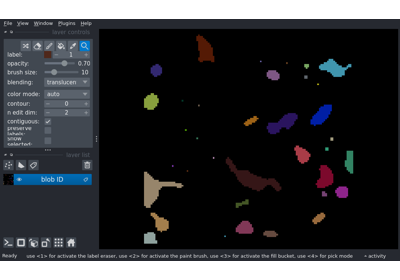 File View Window Plugins Help
layer controls
label: 1
opacity: 0.70
brush size: 10
blending: translucen
color mode: auto
contour: 0
n edit dim: 2
contiguous:
preserve
labels:
show
selected:
layer list
blob ID
Ready use <1> for activate the label eraser, use <2> for activate the paint brush, use <3> for activate the fill bucket, use <4> for pick mode activity